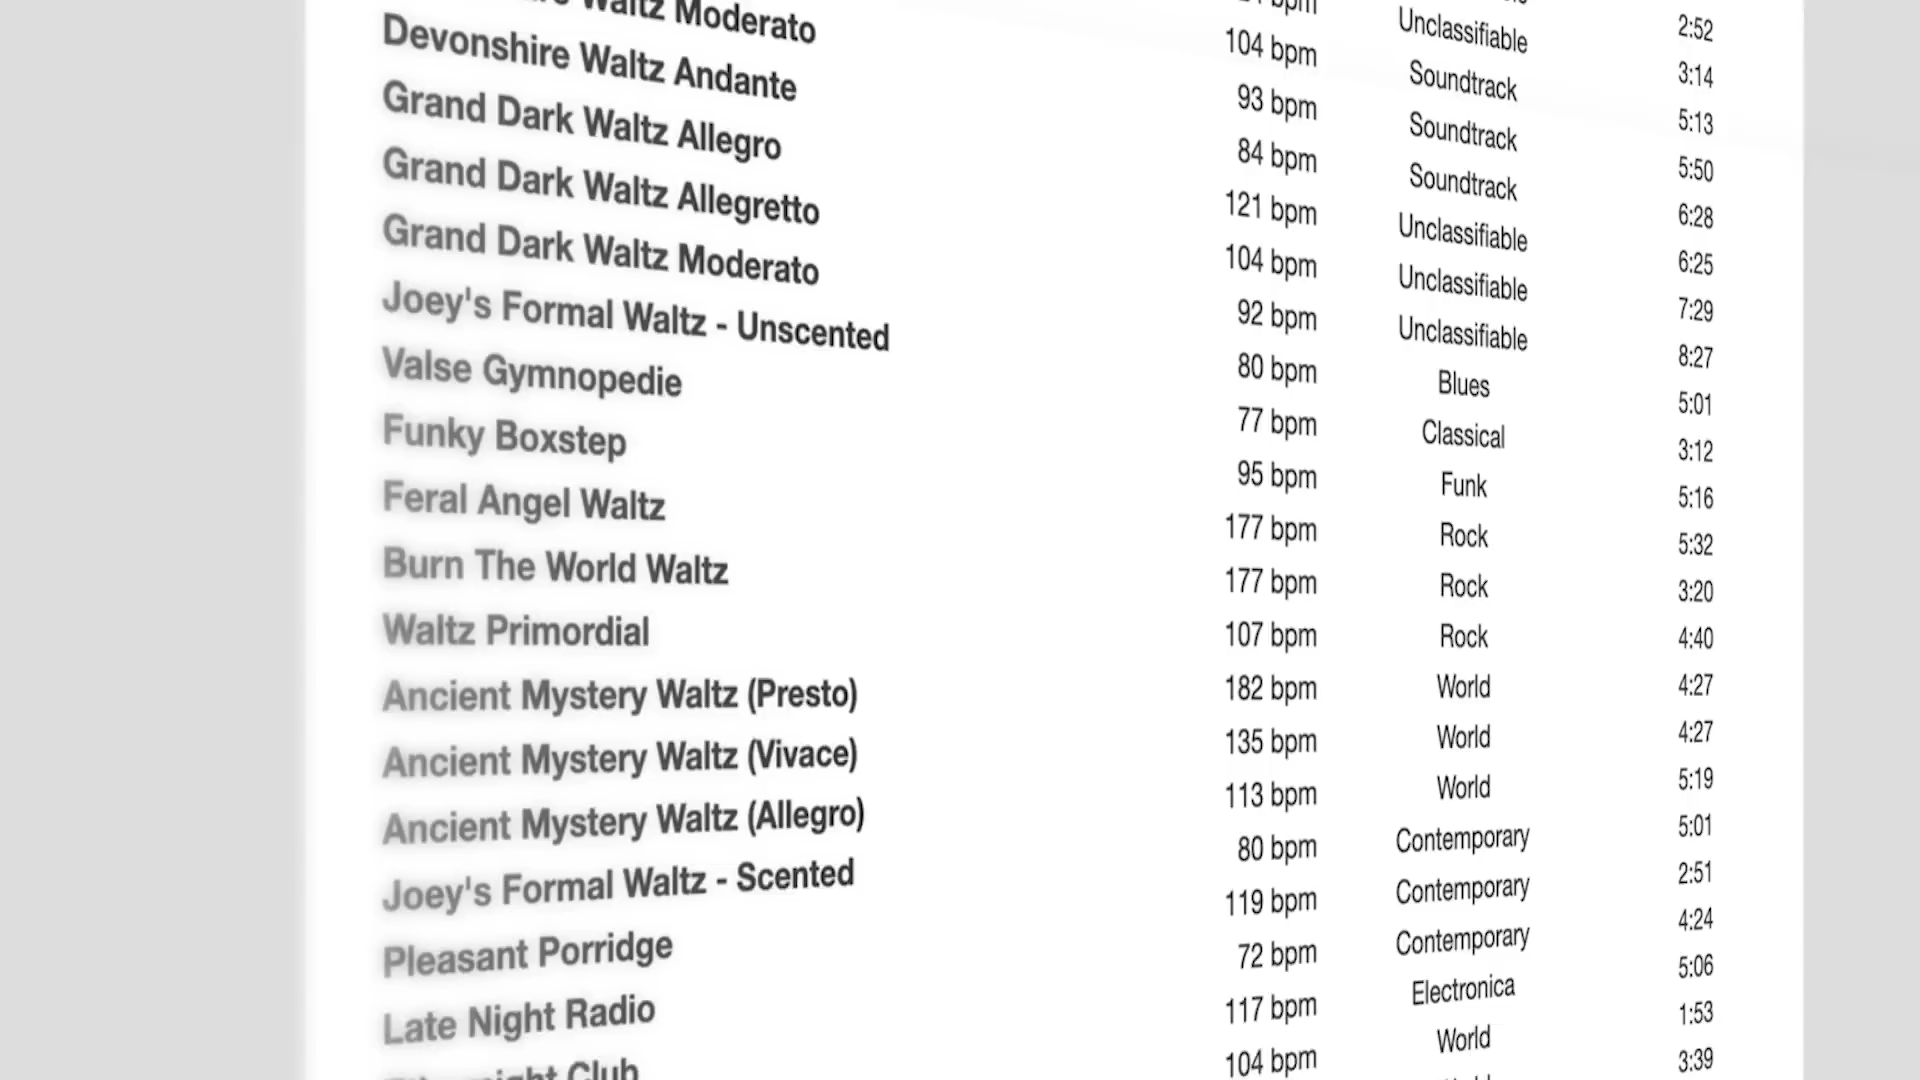 2:52
bpm Unclassifiable 3:14
104 bpm Soundtrack 5:13
Waltz Moderato 93 bpm Soundtrack 5:50
Devonshire Waltz Andante 84 bpm Soundtrack 6:28
Grand Dark Waltz Allegro 121 bpm Unclassifiable 6:25
Grand Dark Waltz Allegretto 104 bpm Unclassifiable 7:29
Grand Dark Waltz Moderato 92 bpm Unclassifiable 8:27
Joey's Formal Waltz - Unscented 80 bpm Blues 5:01
Valse Gymnopedie 77 bpm Classical 3:12
Funky Boxstep 95 bpm Funk 5:16
Feral Angel Waltz 177 bpm Rock 5:32
Burn The World Waltz 177 bpm Rock 3:20
Waltz Primordial 107 bpm Rock 4:40
Ancient Mystery Waltz (Presto) 182 bpm World 4:27
Ancient Mystery Waltz (Vivace) 135 bpm World 4:27
Ancient Mystery Waltz (Allegro) 113 bpm World 5:19
Joey's Formal Waltz - Scented 80 bpm Contemporary 5:01
Pleasant Porridge 119 bpm Contemporary 2:51
Late Night Radio 72 bpm Contemporary 4:24
Club 117 bpm Electronica 5:06
104 bpm World 1:53
3:39